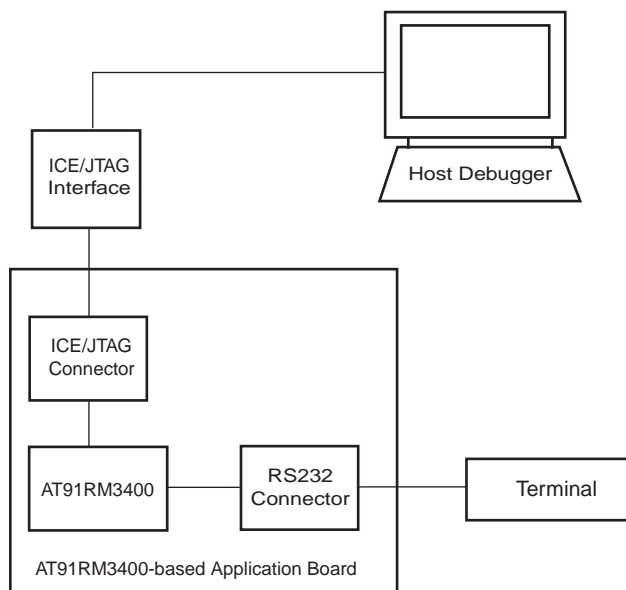 ICE/JTAG
Interface
Host Debugger
ICE/JTAG
Connector
AT91RM3400
RS232
Connector
Terminal
AT91RM3400-based Application Board